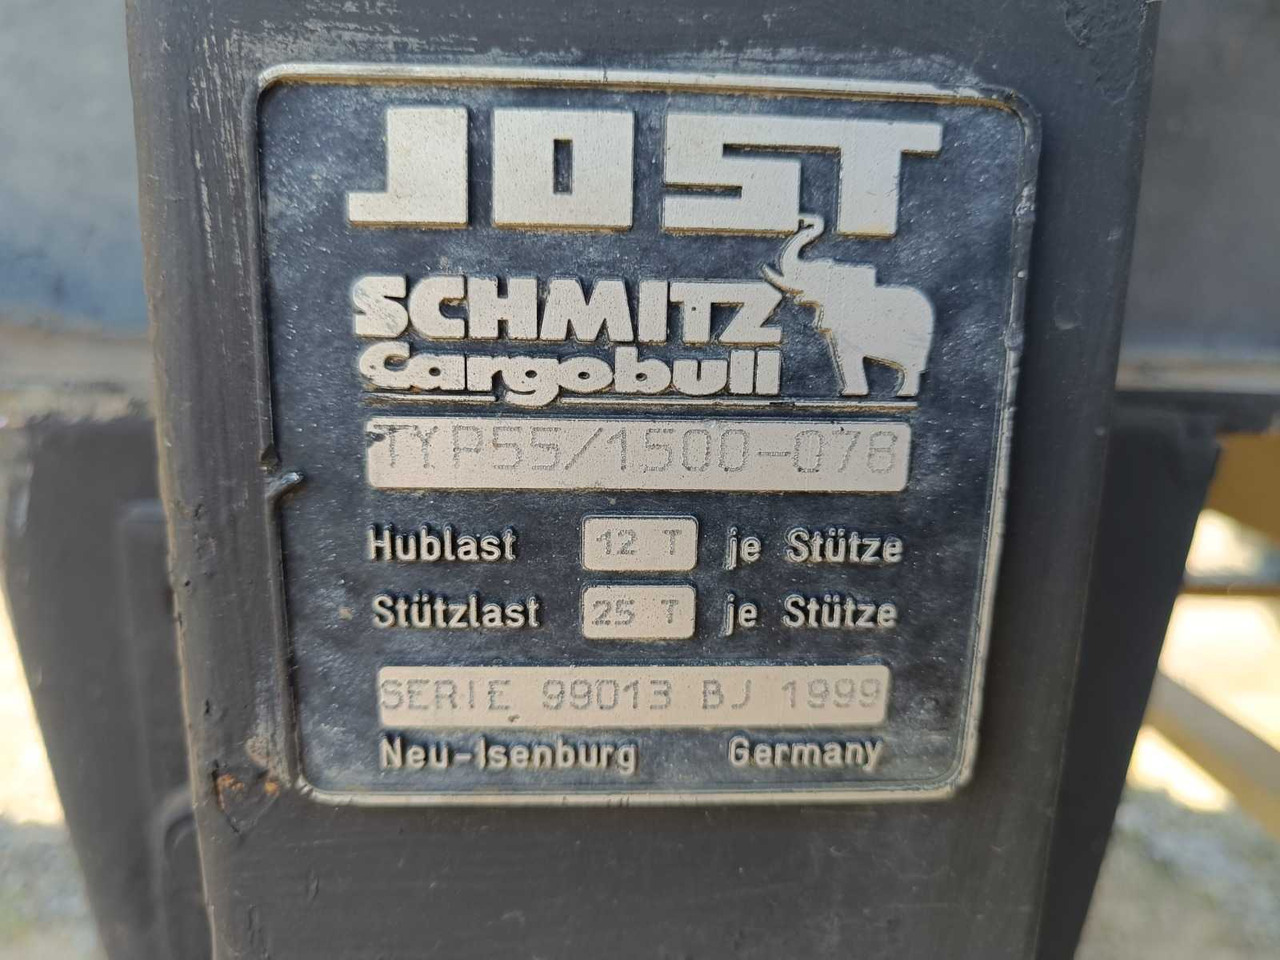 JOST
SCHMITZ
Cargobull
TYP55/1500-078
Hublast 12 T je Stütze
Stützlast 25 T je Stütze
SERIE 99013 BJ 1999
Neu-Isenburg Germany